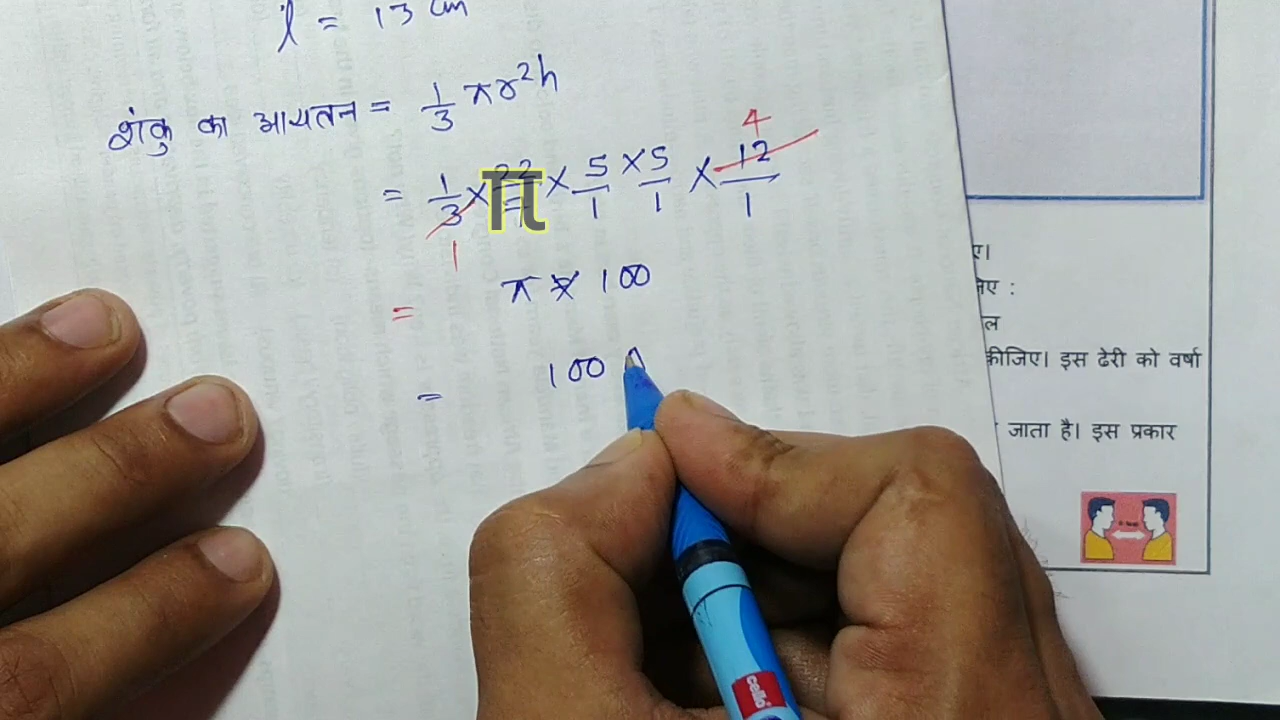 l = 13 cm
शंकु का आयतन = 1/3 πr²h
= 1/3 × π × 5/1 × 5/1 × 12/1
4
1
= π × 100
= 100
ए।
जिए :
ल
कीजिए। इस ढेरी को वर्षा
जाता है। इस प्रकार
cello